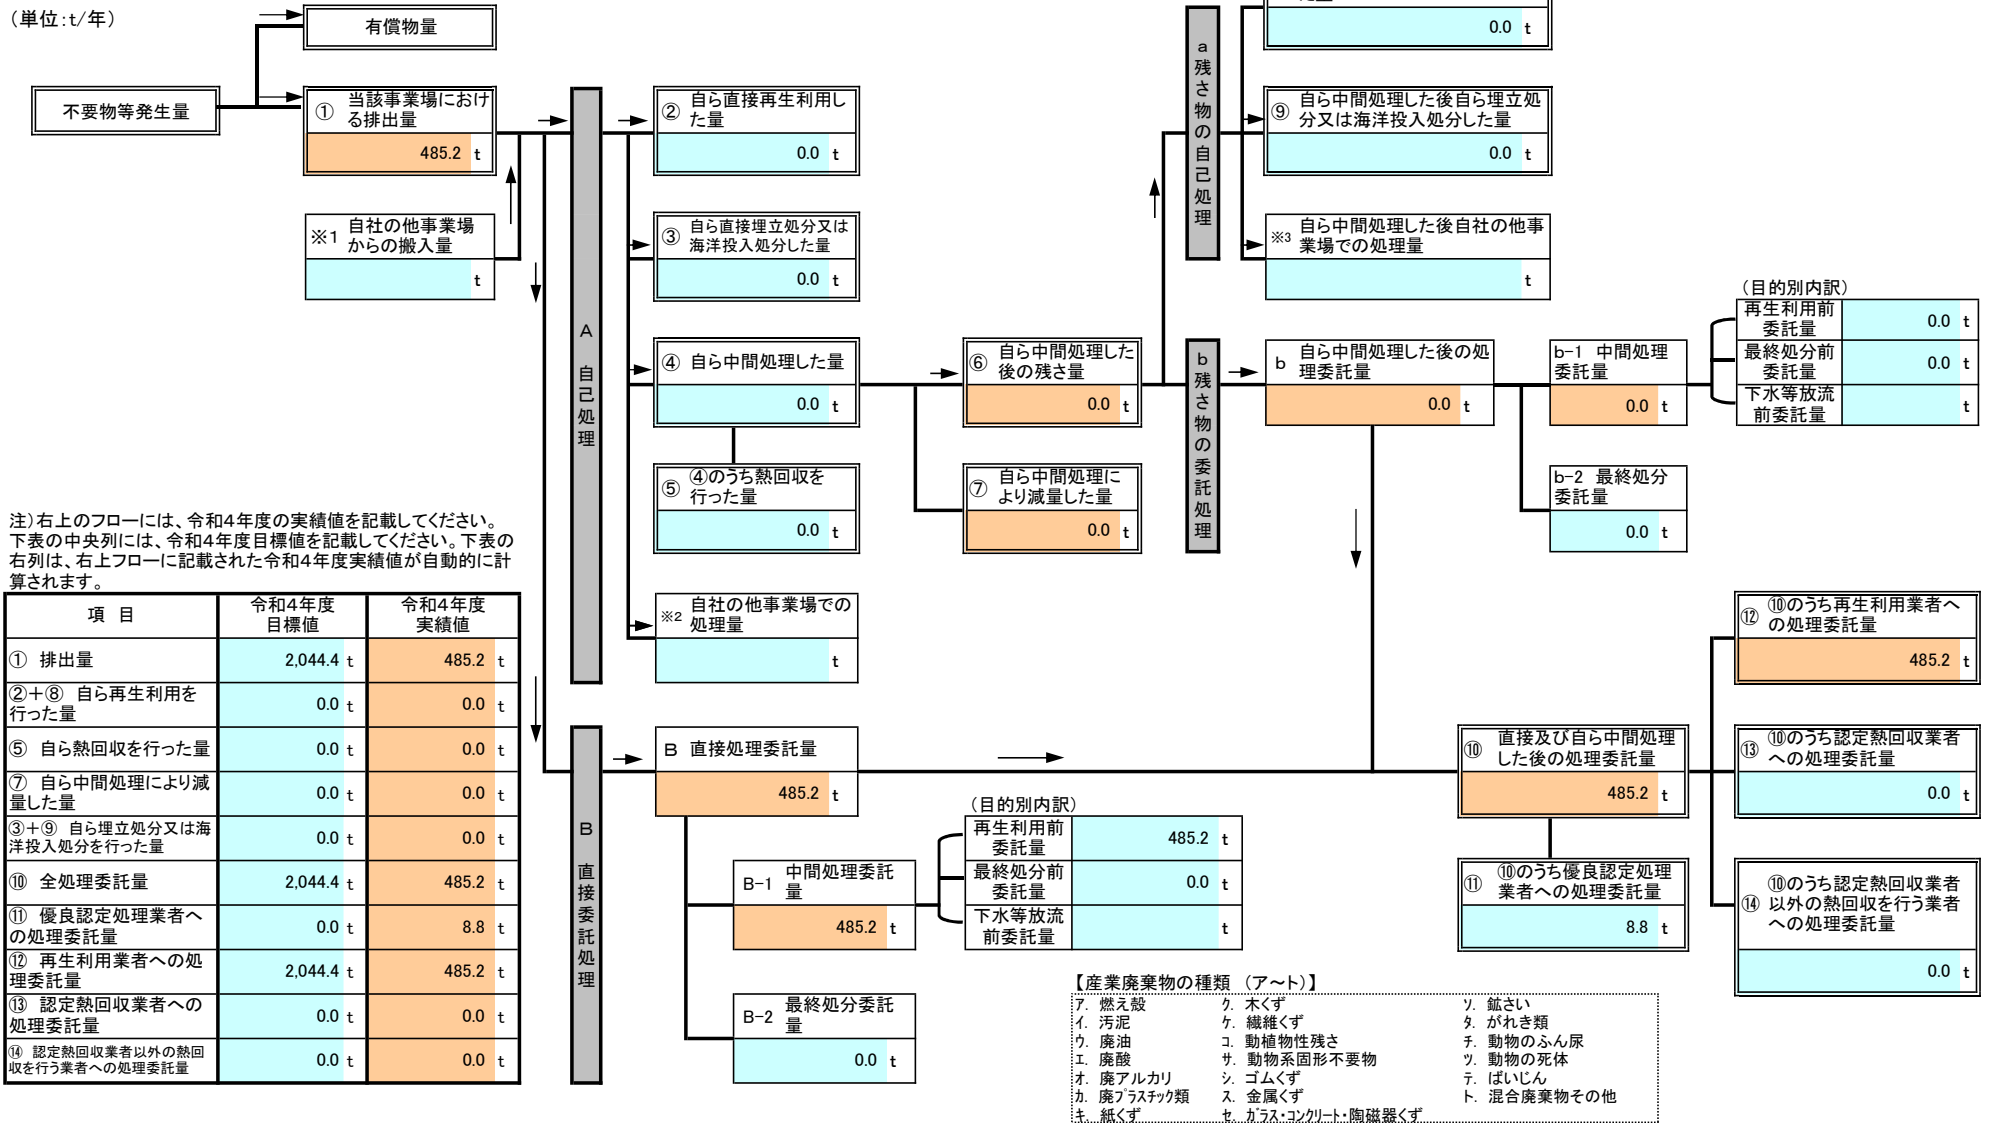 （単位：t/年）
有償物量
不要物等発生量
① 当該事業場におけ
る排出量
485.2 t
※1 自社の他事業場
からの搬入量
t
A 自己処理
② 自ら直接再生利用し
た量
0.0 t
③ 自ら直接埋立処分又は
海洋投入処分した量
0.0 t
④ 自ら中間処理した量
0.0 t
⑤ ④のうち熱回収を
行った量
0.0 t
※2 自社の他事業場での
処理量
t
⑥ 自ら中間処理した
後の残さ量
0.0 t
⑦ 自ら中間処理に
より減量した量
0.0 t
a 残さ物の自己処理
0.0 t
⑨ 自ら中間処理した後自ら埋立処
分又は海洋投入処分した量
0.0 t
※3 自ら中間処理した後自社の他事
業場での処理量
t
b 残さ物の委託処理
b 自ら中間処理した後の処
理委託量
0.0 t
b-1 中間処理
委託量
0.0 t
b-2 最終処分
委託量
0.0 t
（目的別内訳）
再生利用前
委託量
0.0 t
最終処分前
委託量
0.0 t
下水等放流
前委託量
t
注）右上のフローには、令和4年度の実績値を記載してください。
下表の中央列には、令和4年度目標値を記載してください。下表の
右列は、右上フローに記載された令和4年度実績値が自動的に計
算されます。
項 目
令和4年度
目標値
令和4年度
実績値
① 排出量
2,044.4 t 485.2 t
②＋⑧ 自ら再生利用を
行った量
0.0 t 0.0 t
⑤ 自ら熱回収を行った量
0.0 t 0.0 t
⑦ 自ら中間処理により減
量した量
0.0 t 0.0 t
③＋⑨ 自ら埋立処分又は海
洋投入処分を行った量
0.0 t 0.0 t
⑩ 全処理委託量
2,044.4 t 485.2 t
⑪ 優良認定処理業者へ
の処理委託量
0.0 t 8.8 t
⑫ 再生利用業者への処
理委託量
2,044.4 t 485.2 t
⑬ 認定熱回収業者への
処理委託量
0.0 t 0.0 t
⑭ 認定熱回収業者以外の熱回
収を行う業者への処理委託量
0.0 t 0.0 t
B 直接委託処理
B 直接処理委託量
485.2 t
B-1 中間処理委託
量
485.2 t
B-2 最終処分委託
量
0.0 t
（目的別内訳）
再生利用前
委託量
485.2 t
最終処分前
委託量
0.0 t
下水等放流
前委託量
t
⑩ 直接及び自ら中間処理
した後の処理委託量
485.2 t
⑪ ⑩のうち優良認定処理
業者への処理委託量
8.8 t
⑫ ⑩のうち再生利用業者へ
の処理委託量
485.2 t
⑬ ⑩のうち認定熱回収業者
への処理委託量
0.0 t
⑭ ⑩のうち認定熱回収業者
以外の熱回収を行う業者
への処理委託量
0.0 t
【産業廃棄物の種類 （ア～ト）】
ア. 燃え殻
イ. 汚泥
ウ. 廃油
エ. 廃酸
オ. 廃アルカリ
カ. 廃プラスチック類
キ. 紙くず
ク. 木くず
ケ. 繊維くず
コ. 動植物性残さ
サ. 動物系固形不要物
シ. ゴムくず
ス. 金属くず
セ. ガラス・コンクリート・陶磁器くず
ソ. 鉱さい
タ. がれき類
チ. 動物のふん尿
ツ. 動物の死体
テ. ばいじん
ト. 混合廃棄物その他